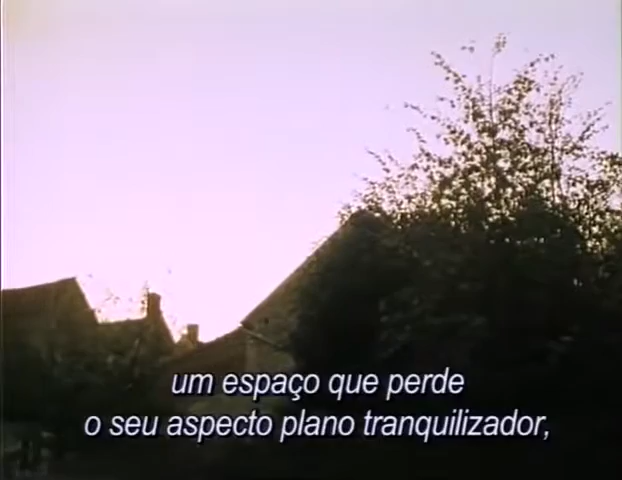 um espaço que perde
o seu aspecto plano tranquilizador,